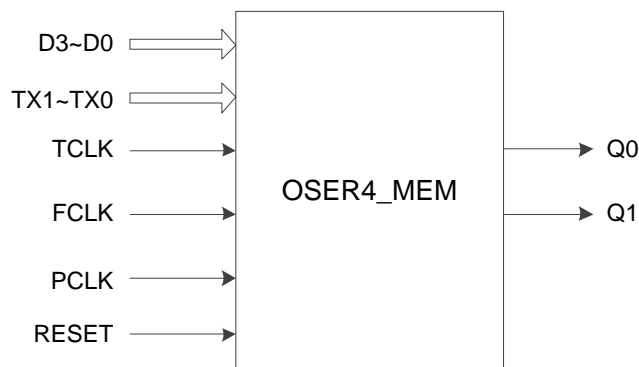 D3~D0
TX1~TX0
TCLK
Q0
OSER4_MEM
FCLK
Q1
PCLK
RESET